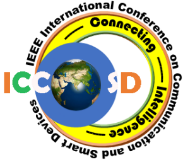 IEEE International Conference on Communication and Smart Devices
Connecting
Intelligence
ICCSD